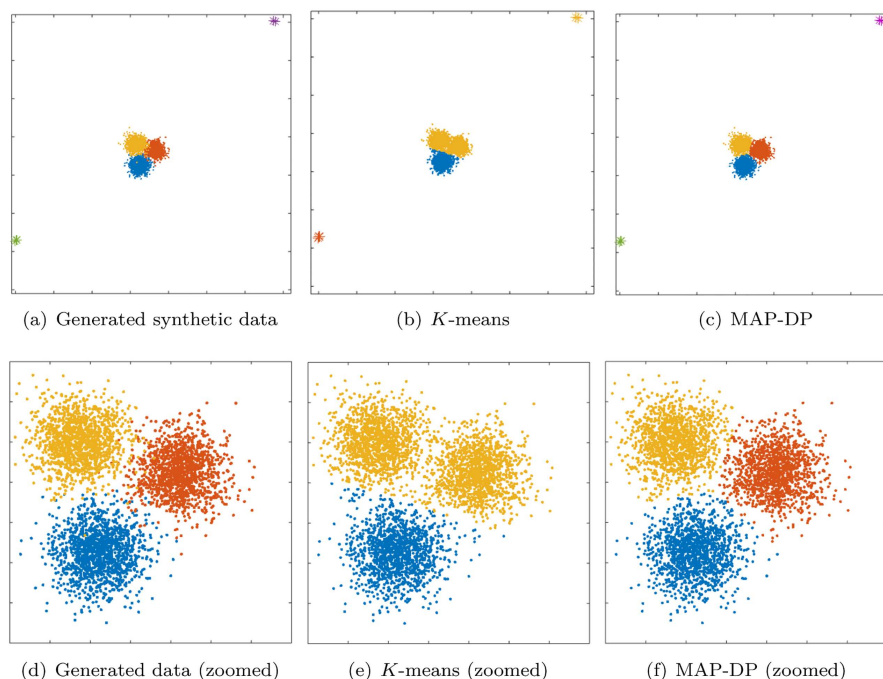 (a) Generated synthetic data
(b) K-means
(c) MAP-DP
(d) Generated data (zoomed)
(e) K-means (zoomed)
(f) MAP-DP (zoomed)